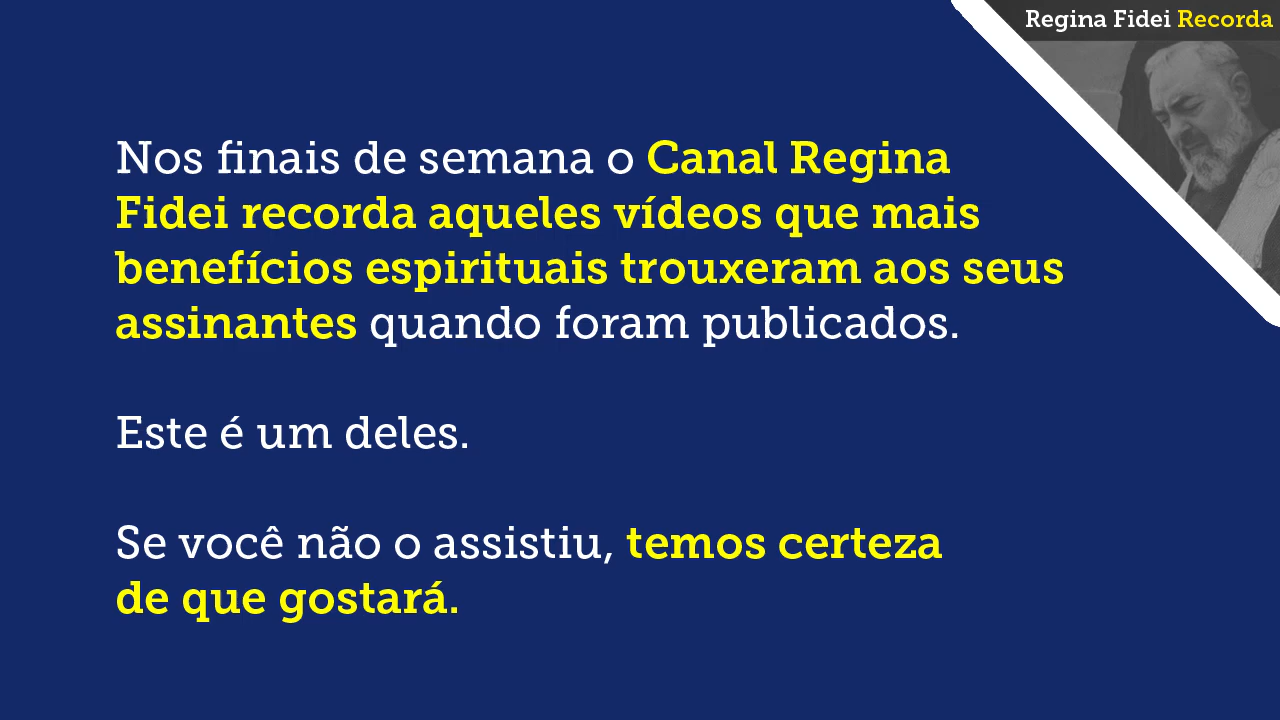 Regina Fidei Recorda
Nos finais de semana o Canal Regina
Fidei recorda aqueles vídeos que mais
benefícios espirituais trouxeram aos seus
assinantes quando foram publicados.
Este é um deles.
Se você não o assistiu, temos certeza
de que gostará.